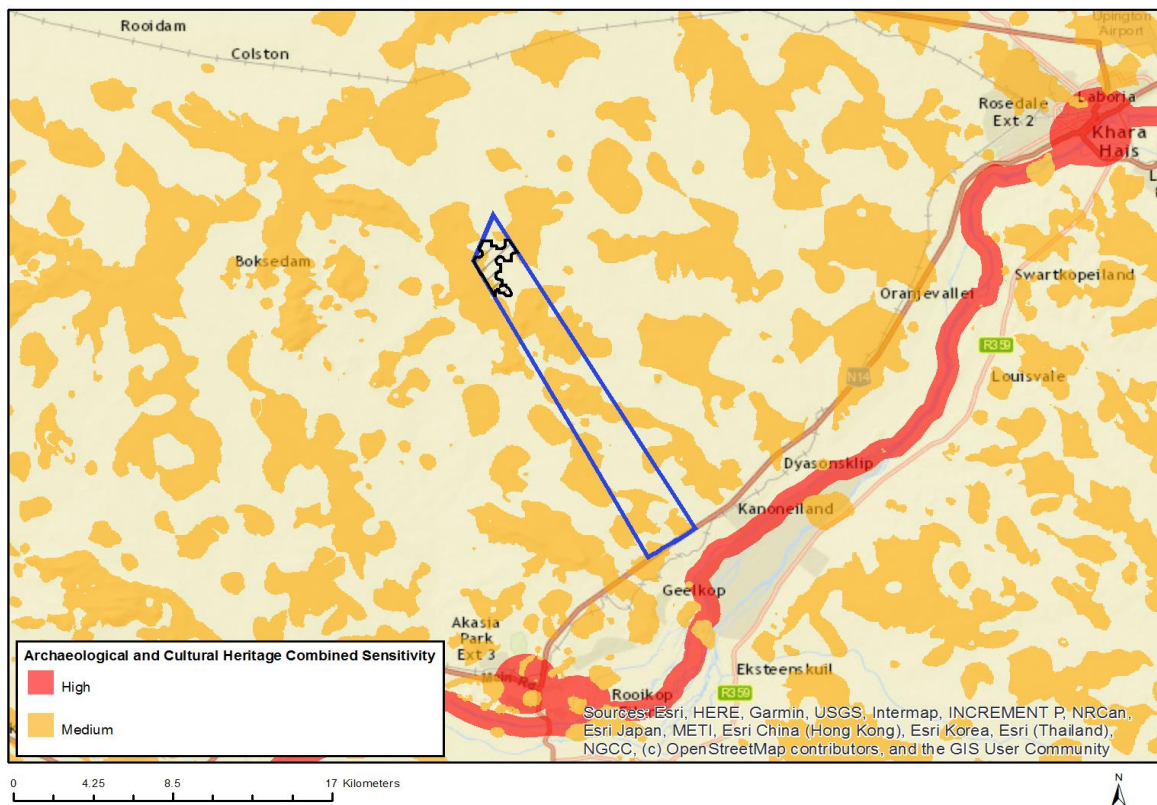 Rooidam
Colston
Upington
Airport
Laboria
Rosedale
Ext 2
Khara
Hais
Boksedam
Swartkopeiland
Oranjevallei
R359
Louisvale
N14
Dyasonsklip
Kanoneiland
Geelkop
Akasia
Park
Ext 3
Main Rd
Eksteenskuil
Rooikop
R359
Archaeological and Cultural Heritage Combined Sensitivity
High
Medium
Sources: Esri, HERE, Garmin, USGS, Intermap, INCREMENT P, NRCan,
Esri Japan, METI, Esri China (Hong Kong), Esri Korea, Esri (Thailand),
NGCC, (c) OpenStreetMap contributors, and the GIS User Community
0 4.25 8.5 17 Kilometers
N